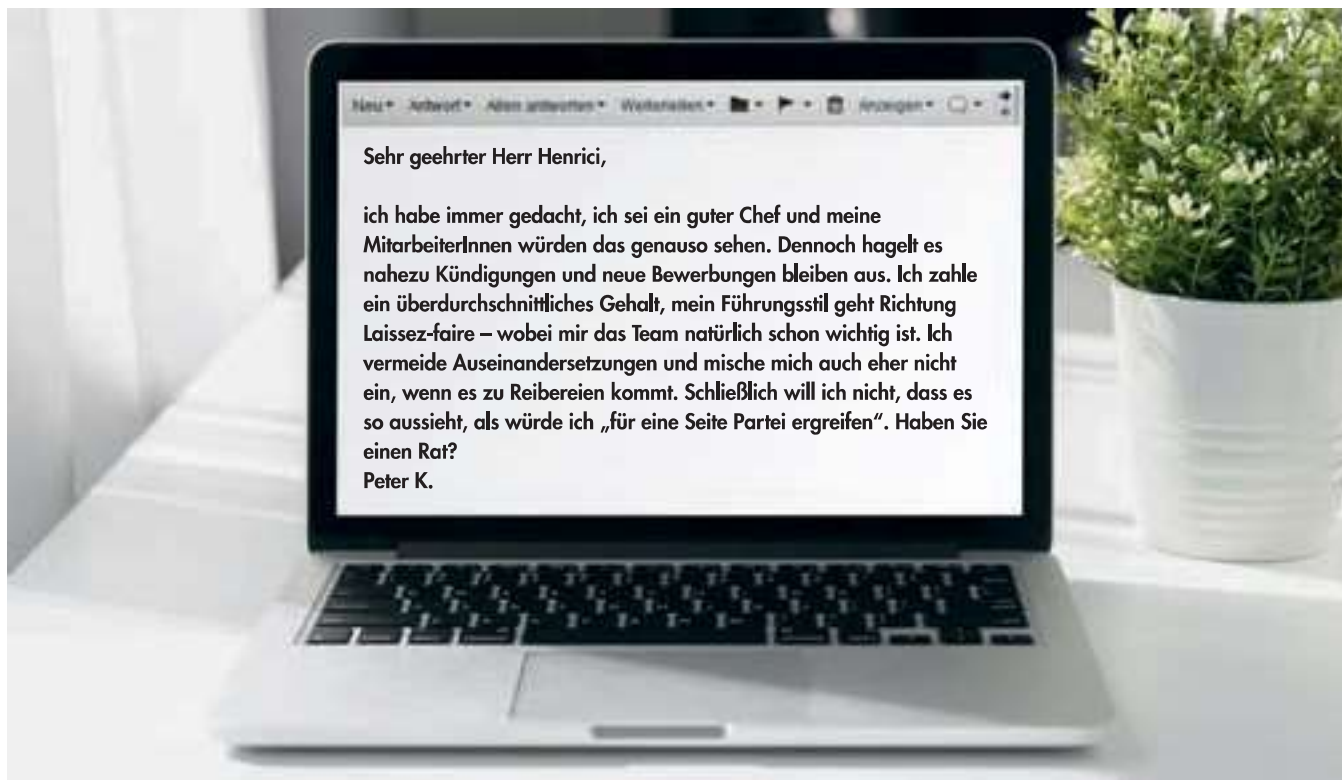 Neu Antwort Allen antworten Weiterleiten Anzeigen
Sehr geehrter Herr Henrici,
ich habe immer gedacht, ich sei ein guter Chef und meine
MitarbeiterInnen würden das genauso sehen. Dennoch hagelt es
nahezu Kündigungen und neue Bewerbungen bleiben aus. Ich zahle
ein überdurchschnittliches Gehalt, mein Führungsstil geht Richtung
Laissez-faire – wobei mir das Team natürlich schon wichtig ist. Ich
vermeide Auseinandersetzungen und mische mich auch eher nicht
ein, wenn es zu Reibereien kommt. Schließlich will ich nicht, dass es
so aussieht, als würde ich „für eine Seite Partei ergreifen“. Haben Sie
einen Rat?
Peter K.